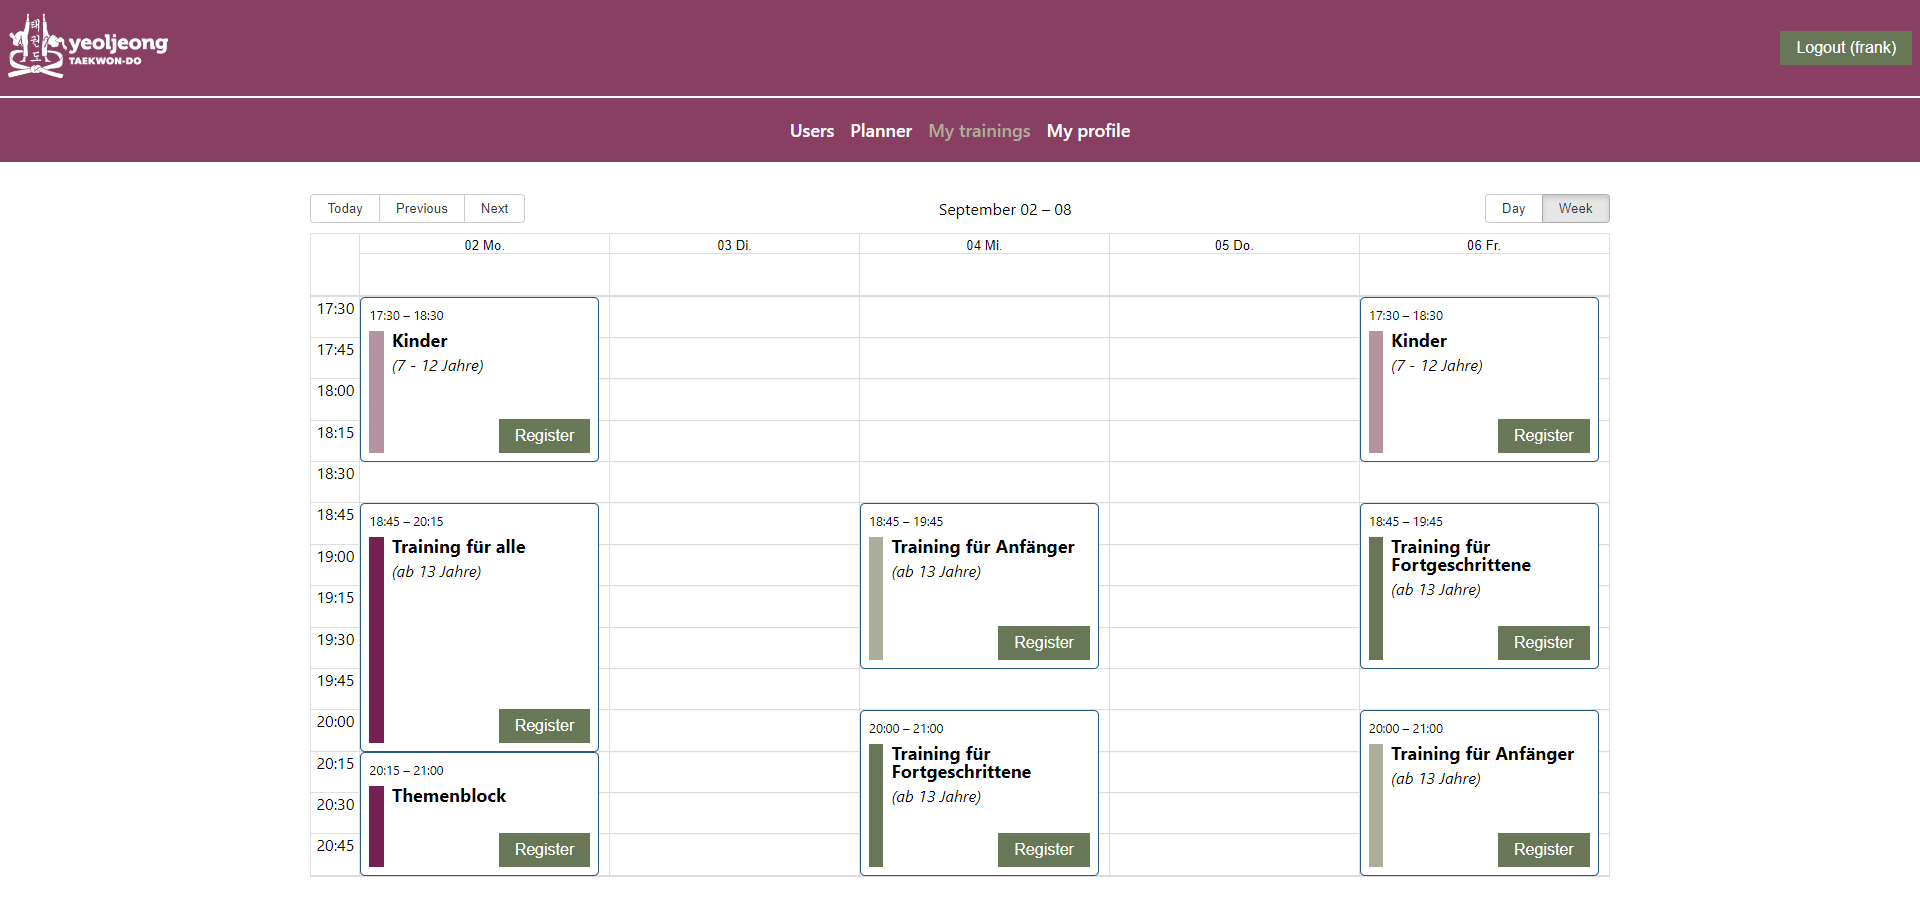 태
권
도
yeoljeong
TAEKWON-DO
Logout (frank)
Users Planner My trainings My profile
Today Previous Next
September 02 – 08
Day Week
02 Mo. 03 Di. 04 Mi. 05 Do. 06 Fr.
17:30
17:45
18:00
18:15
18:30
18:45
19:00
19:15
19:30
19:45
20:00
20:15
20:30
20:45
17:30 – 18:30
Kinder
(7 - 12 Jahre)
Register
18:45 – 20:15
Training für alle
(ab 13 Jahre)
Register
20:15 – 21:00
Themenblock
Register
18:45 – 19:45
Training für Anfänger
(ab 13 Jahre)
Register
20:00 – 21:00
Training für
Fortgeschrittene
(ab 13 Jahre)
Register
17:30 – 18:30
Kinder
(7 - 12 Jahre)
Register
18:45 – 19:45
Training für
Fortgeschrittene
(ab 13 Jahre)
Register
20:00 – 21:00
Training für Anfänger
(ab 13 Jahre)
Register